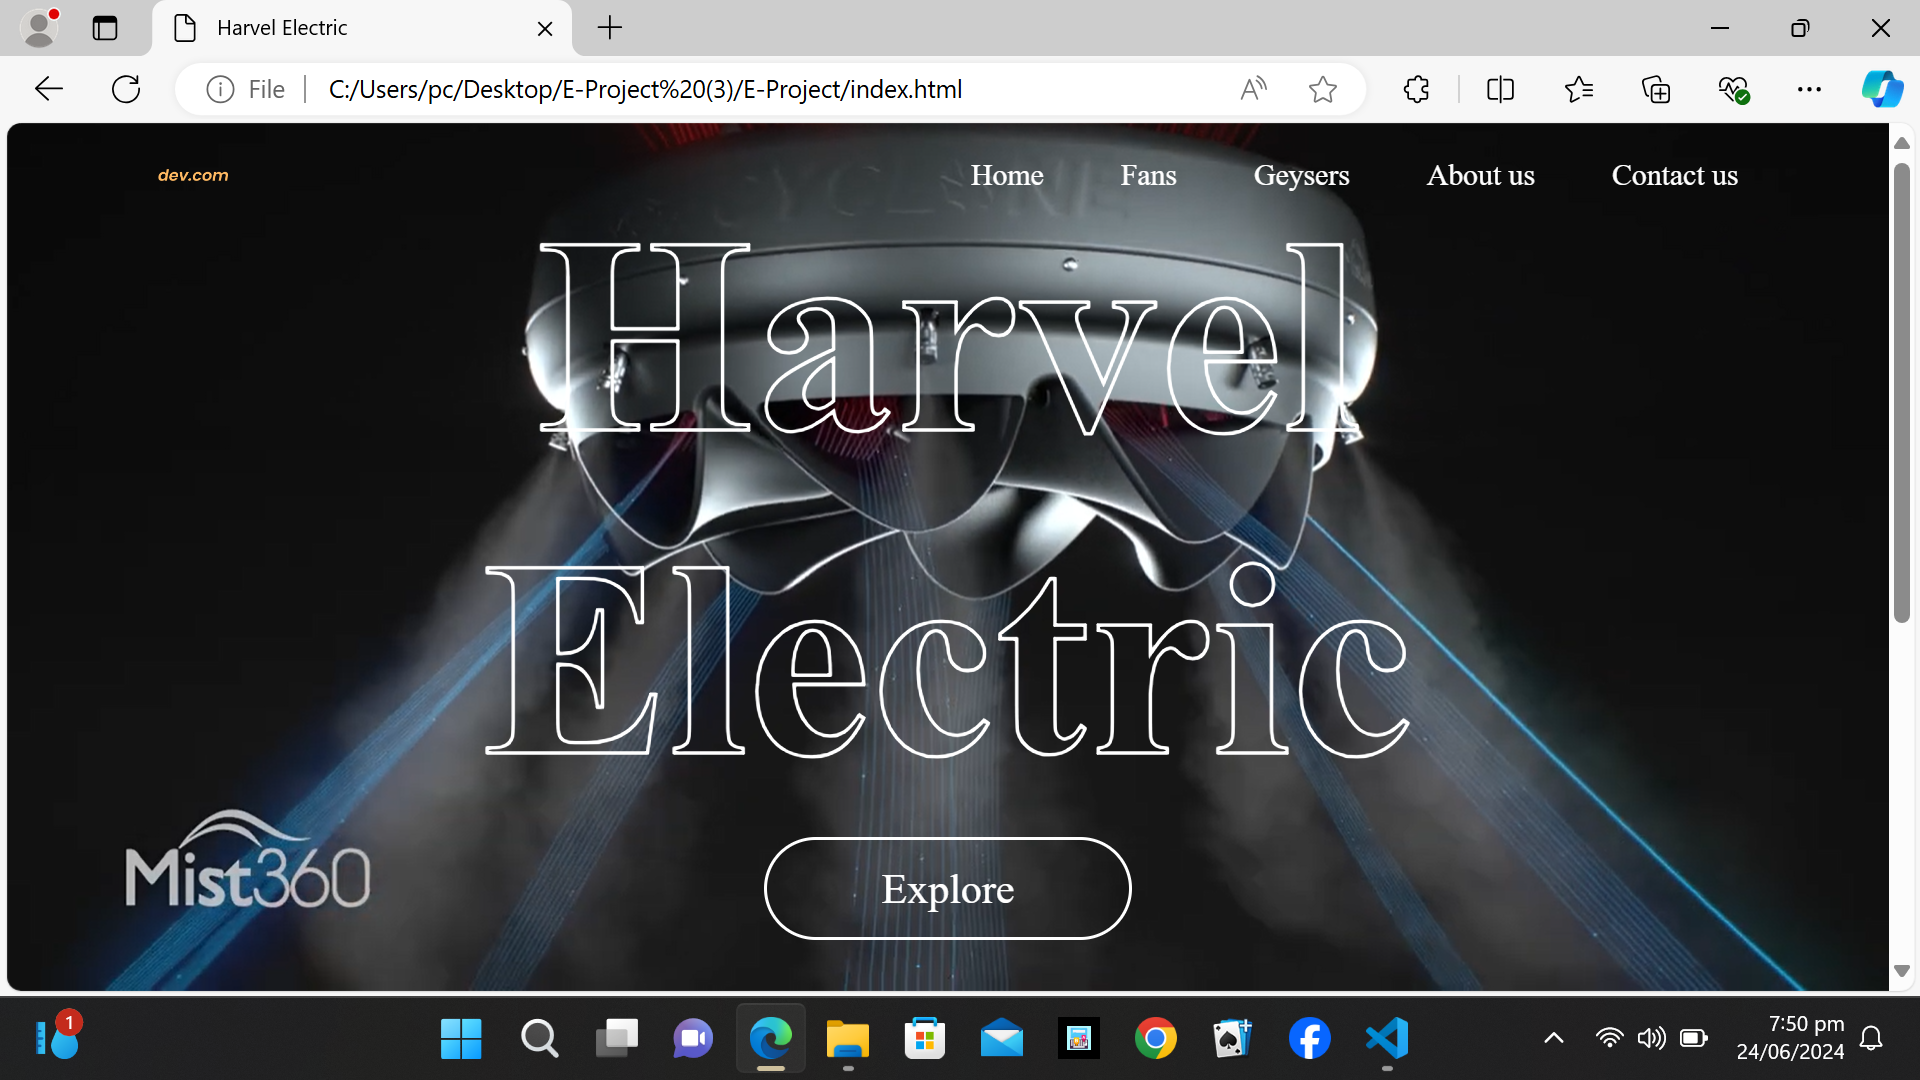 Harvel Electric
File
C:/Users/pc/Desktop/E-Project%20(3)/E-Project/index.html
dev.com
Home Fans Geysers About us Contact us
CYCLONE
Harvel
Electric
Mist360
Explore
1
7:50 pm
24/06/2024